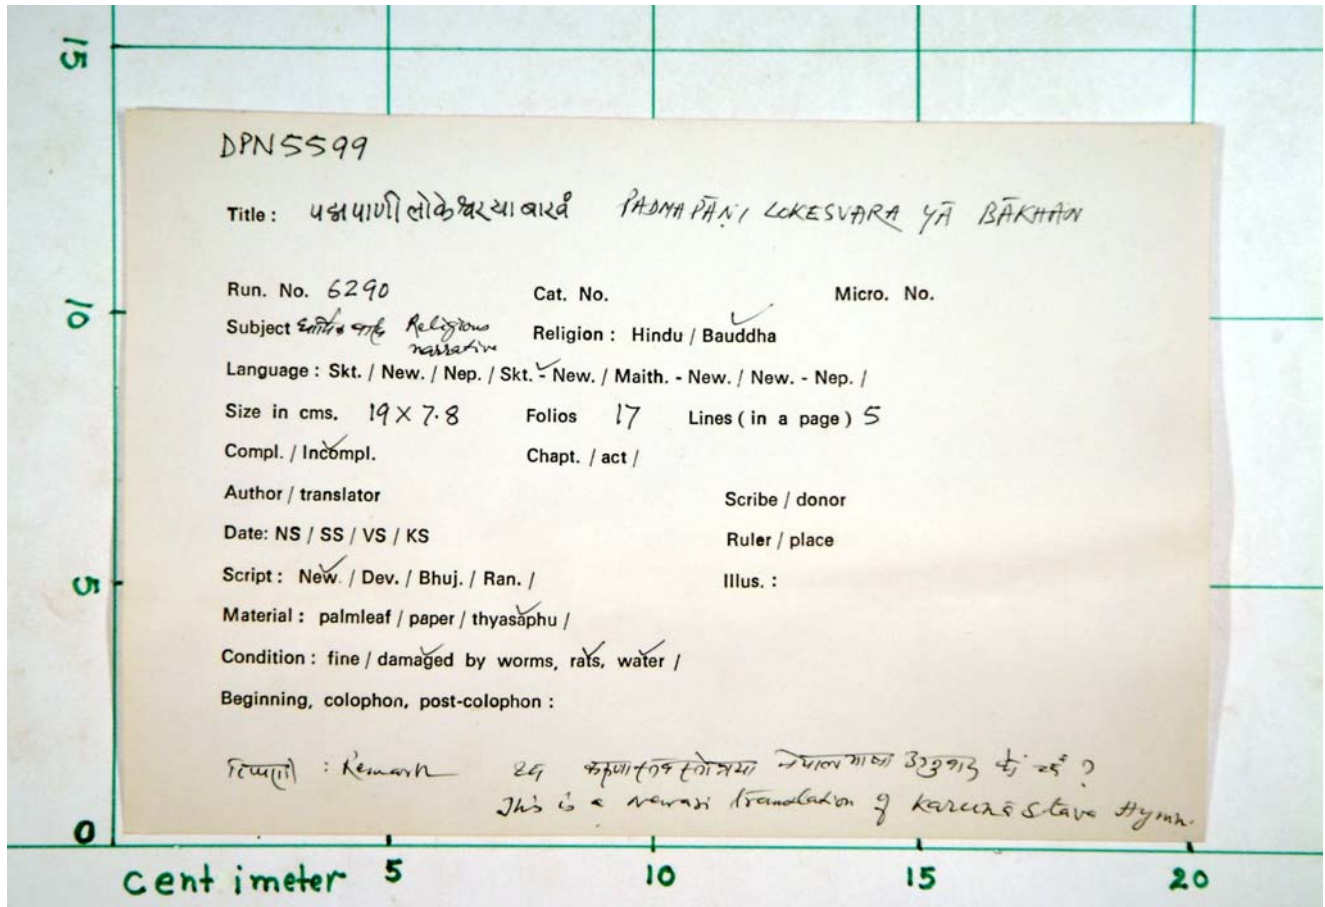 15
DPN5599
Title : पद्मपाणी लोकेश्वरया बाखँ PADMAPĀṆI LOKESVARA YĀ BĀKHAN
10
Run. No. 6290 Cat. No. Micro. No.
Subject धार्मिक Religious narrative Religion : Hindu / Bauddha
Language : Skt. / New. / Nep. / Skt. - New. / Maith. - New. / New. - Nep. /
Size in cms. 19 X 7.8 Folios 17 Lines ( in a page ) 5
Compl. / Incompl. Chapt. / act /
Author / translator Scribe / donor
Date: NS / SS / VS / KS Ruler / place
5
Script : New. / Dev. / Bhuj. / Ran. / Illus. :
Material : palmleaf / paper / thyasaphu /
Condition : fine / damaged by worms, rats, water /
Beginning, colophon, post-colophon :
टिप्पणी : Remark नेपालभाषा अनुवाद ?
This is a newari translation of Karunā Stava Hymn.
0
centimeter 5 10 15 20